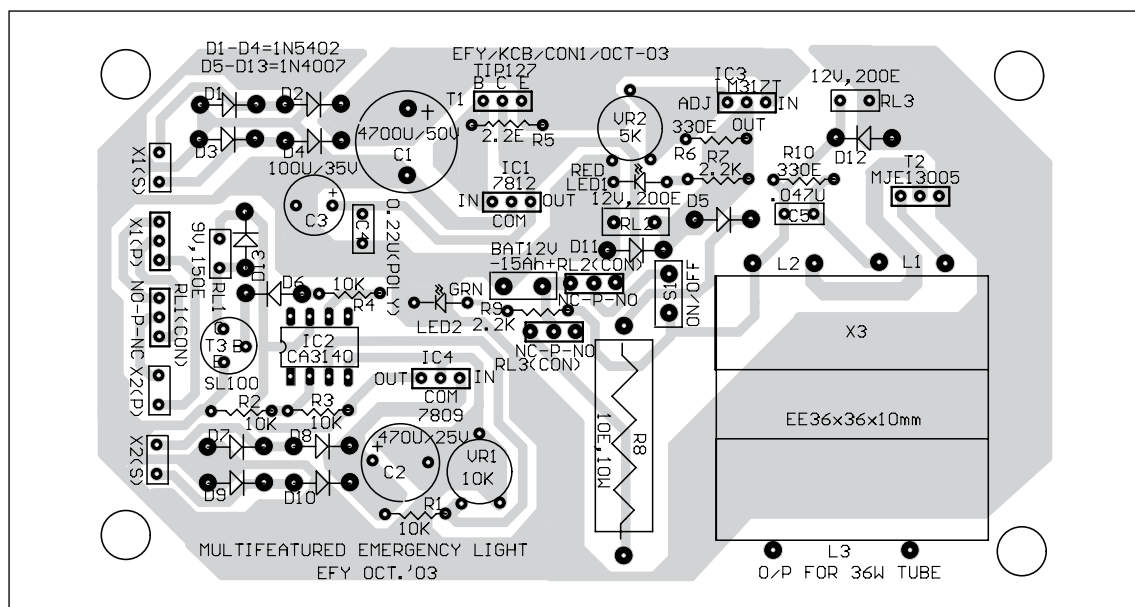 D1-D4=1N5402
D5-D13=1N4007
EFY/KCB/CON1/OCT-03
TIP127
B C E
T1
2.2E
R5
IC3
LM317T
ADJ
IN
OUT
12V,200E
RL3
D1
D2
D3
D4
4700U/50V
+
C1
VR2
5K
330E
R6
R7
2.2K
D12
R10
330E
T2
MJE13005
X1(S)
100U/35V
+
C3
0.22U(POLY)
C4
IC1
7812
IN
OUT
COM
RED
LED1
12V,200E
RL2
D5
.047U
C5
X1(P)
9V,150E
RL1
D13
D6
10K
R4
BAT12V
-15Ah+
D11
RL2(CON)
NC-P-NO
S1
ON/OFF
L2
L1
NO-P-NC
RL1(CON)
GRN
LED2
R9
2.2K
NC-P-NO
RL3(CON)
X3
C
T3
B
E
SL100
IC2
CA3140
IC4
OUT
IN
COM
7809
X2(P)
R2
10K
R3
10K
10E,10W
R8
EE36x36x10mm
X2(S)
D7
D8
D9
D10
470U/25V
+
C2
VR1
10K
R1
10K
MULTIFEATURED EMERGENCY LIGHT
EFY OCT.'03
L3
O/P FOR 36W TUBE